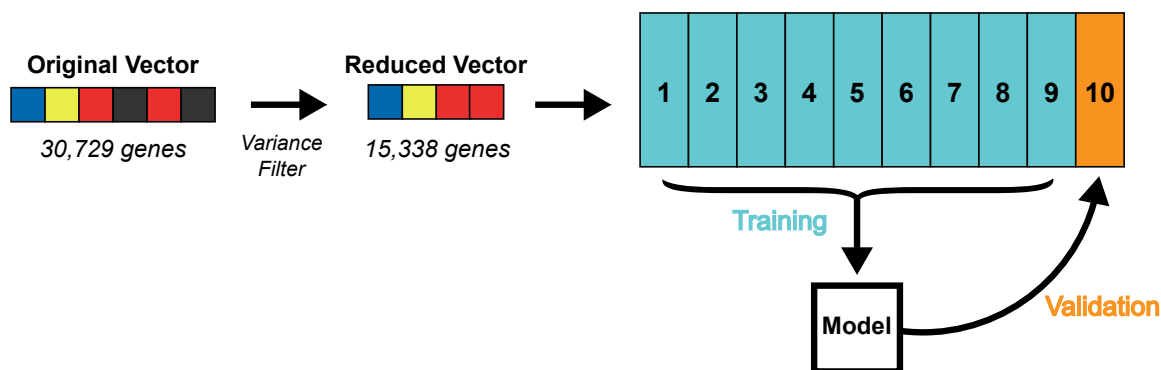 Original Vector
30,729 genes
Variance
Filter
Reduced Vector
15,338 genes
1 2 3 4 5 6 7 8 9 10
Training
Model
Validation